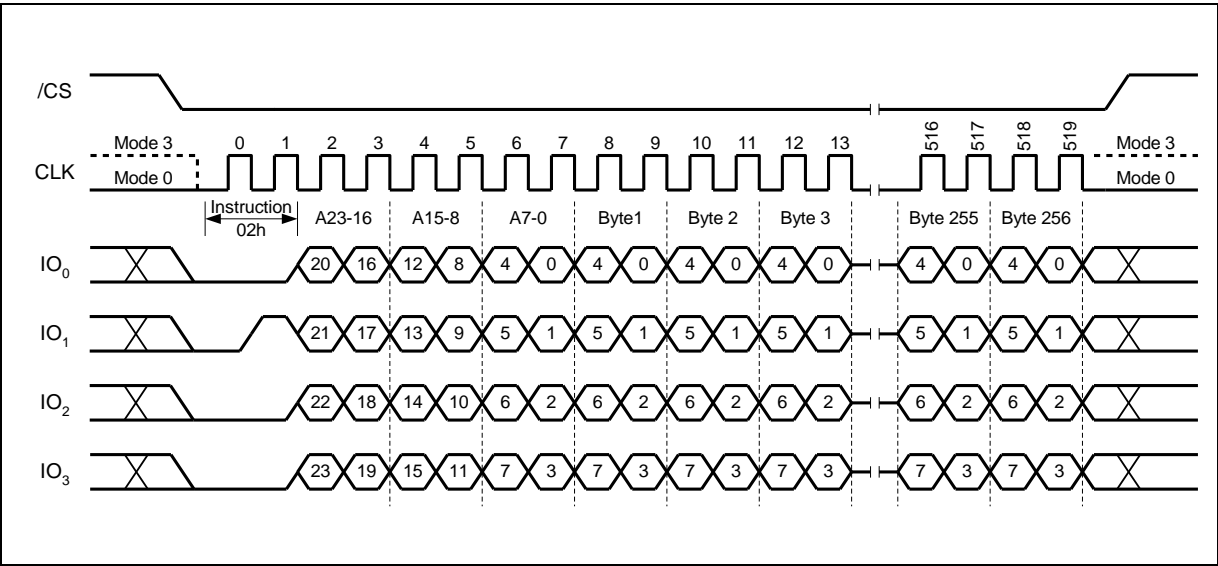 /CS
516 517 518 519
Mode 3 0 1 2 3 4 5 6 7 8 9 10 11 12 13 Mode 3
CLK
Mode 0 Mode 0
Instruction A23-16 A15-8 A7-0 Byte1 Byte 2 Byte 3 Byte 255 Byte 256
02h
IO0 20 16 12 8 4 0 4 0 4 0 4 0 4 0 4 0
IO1 21 17 13 9 5 1 5 1 5 1 5 1 5 1 5 1
IO2 22 18 14 10 6 2 6 2 6 2 6 2 6 2 6 2
IO3 23 19 15 11 7 3 7 3 7 3 7 3 7 3 7 3